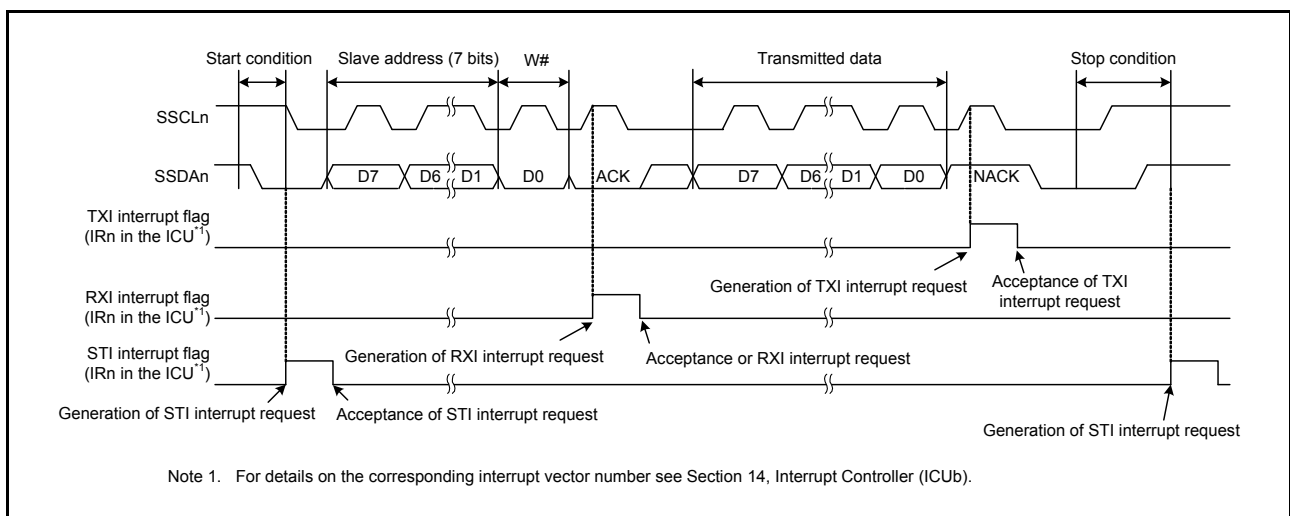 Start condition
Slave address (7 bits)
W#
Transmitted data
Stop condition
SSCLn
SSDAn
D7
D6
D1
D0
ACK
D7
D6
D1
D0
NACK
TXI interrupt flag
(IRn in the ICU*1)
Generation of TXI interrupt request
Acceptance of TXI
interrupt request
RXI interrupt flag
(IRn in the ICU*1)
Generation of RXI interrupt request
Acceptance or RXI interrupt request
STI interrupt flag
(IRn in the ICU*1)
Generation of STI interrupt request
Acceptance of STI interrupt request
Generation of STI interrupt request
Note 1. For details on the corresponding interrupt vector number see Section 14, Interrupt Controller (ICUb).